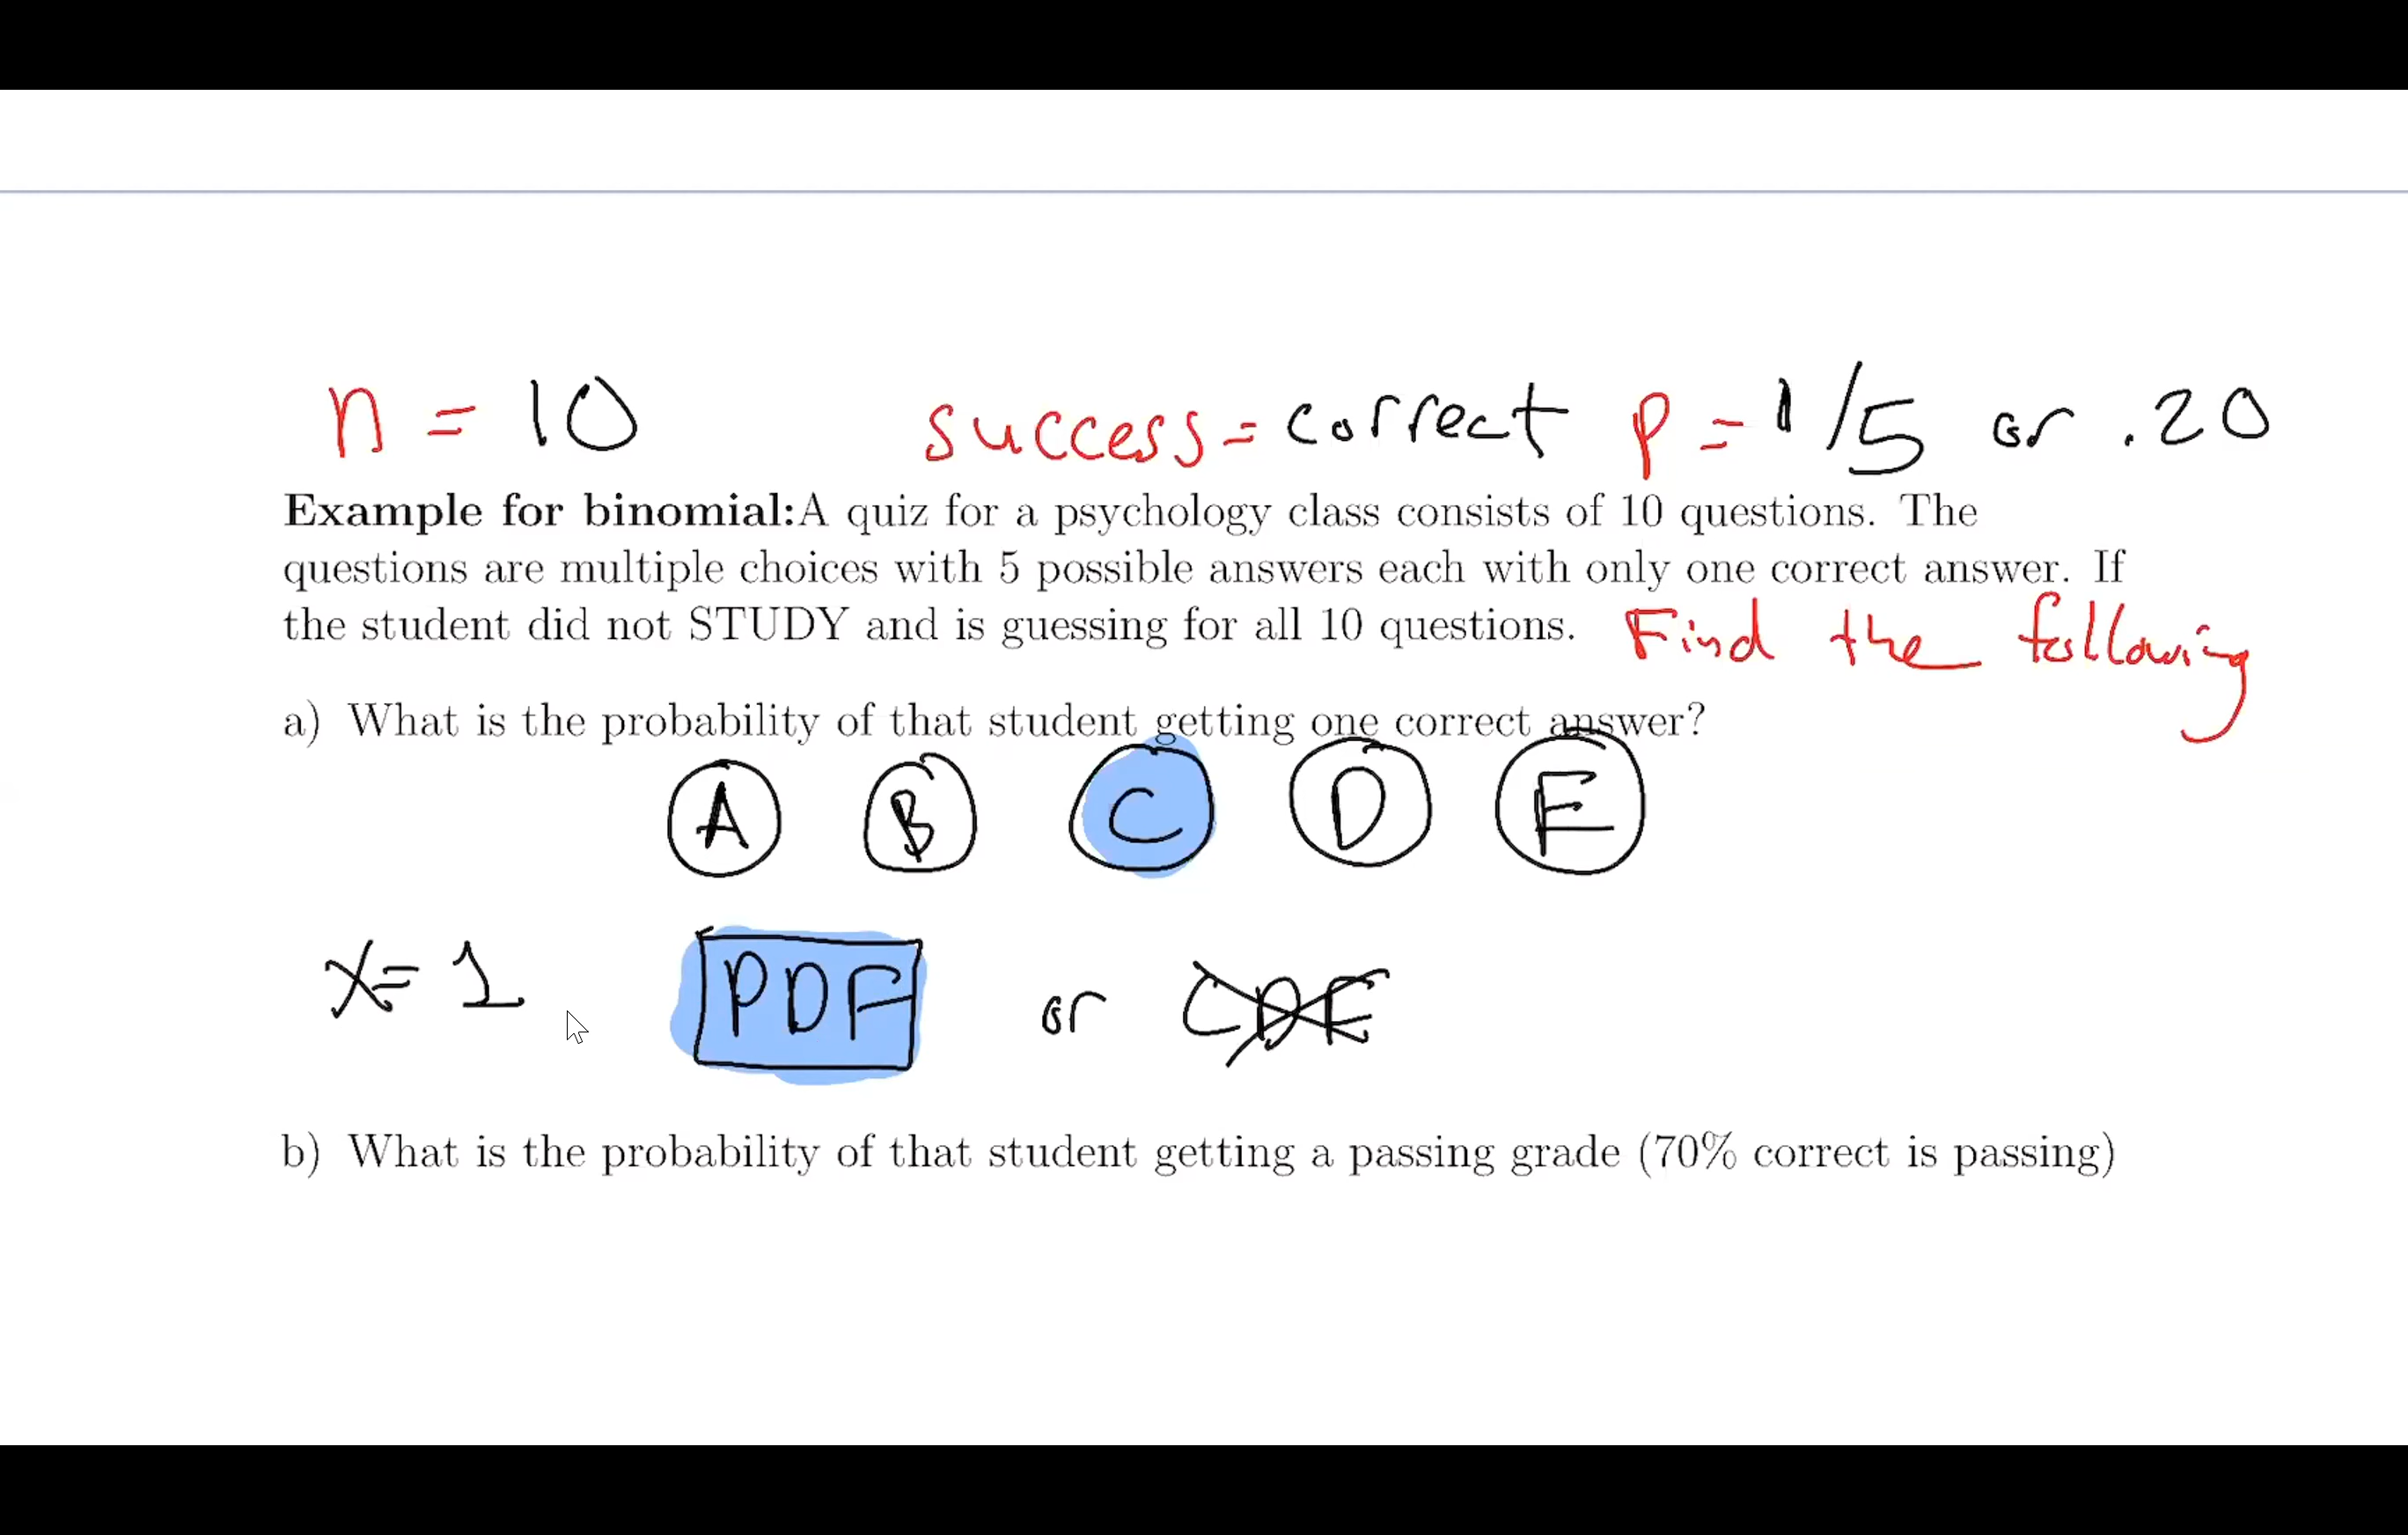 n = 10 success = correct p = 1/5 or .20
Example for binomial:A quiz for a psychology class consists of 10 questions. The
questions are multiple choices with 5 possible answers each with only one correct answer. If
the student did not STUDY and is guessing for all 10 questions. Find the following
a) What is the probability of that student getting one correct answer?
A B C D E
x= 1 PDF or CDF
b) What is the probability of that student getting a passing grade (70% correct is passing)